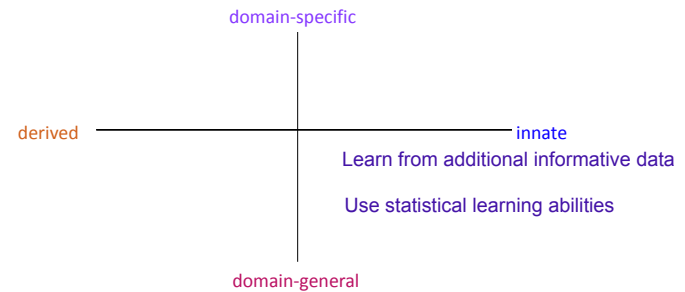 domain-specific
derived
innate
Learn from additional informative data
Use statistical learning abilities
domain-general